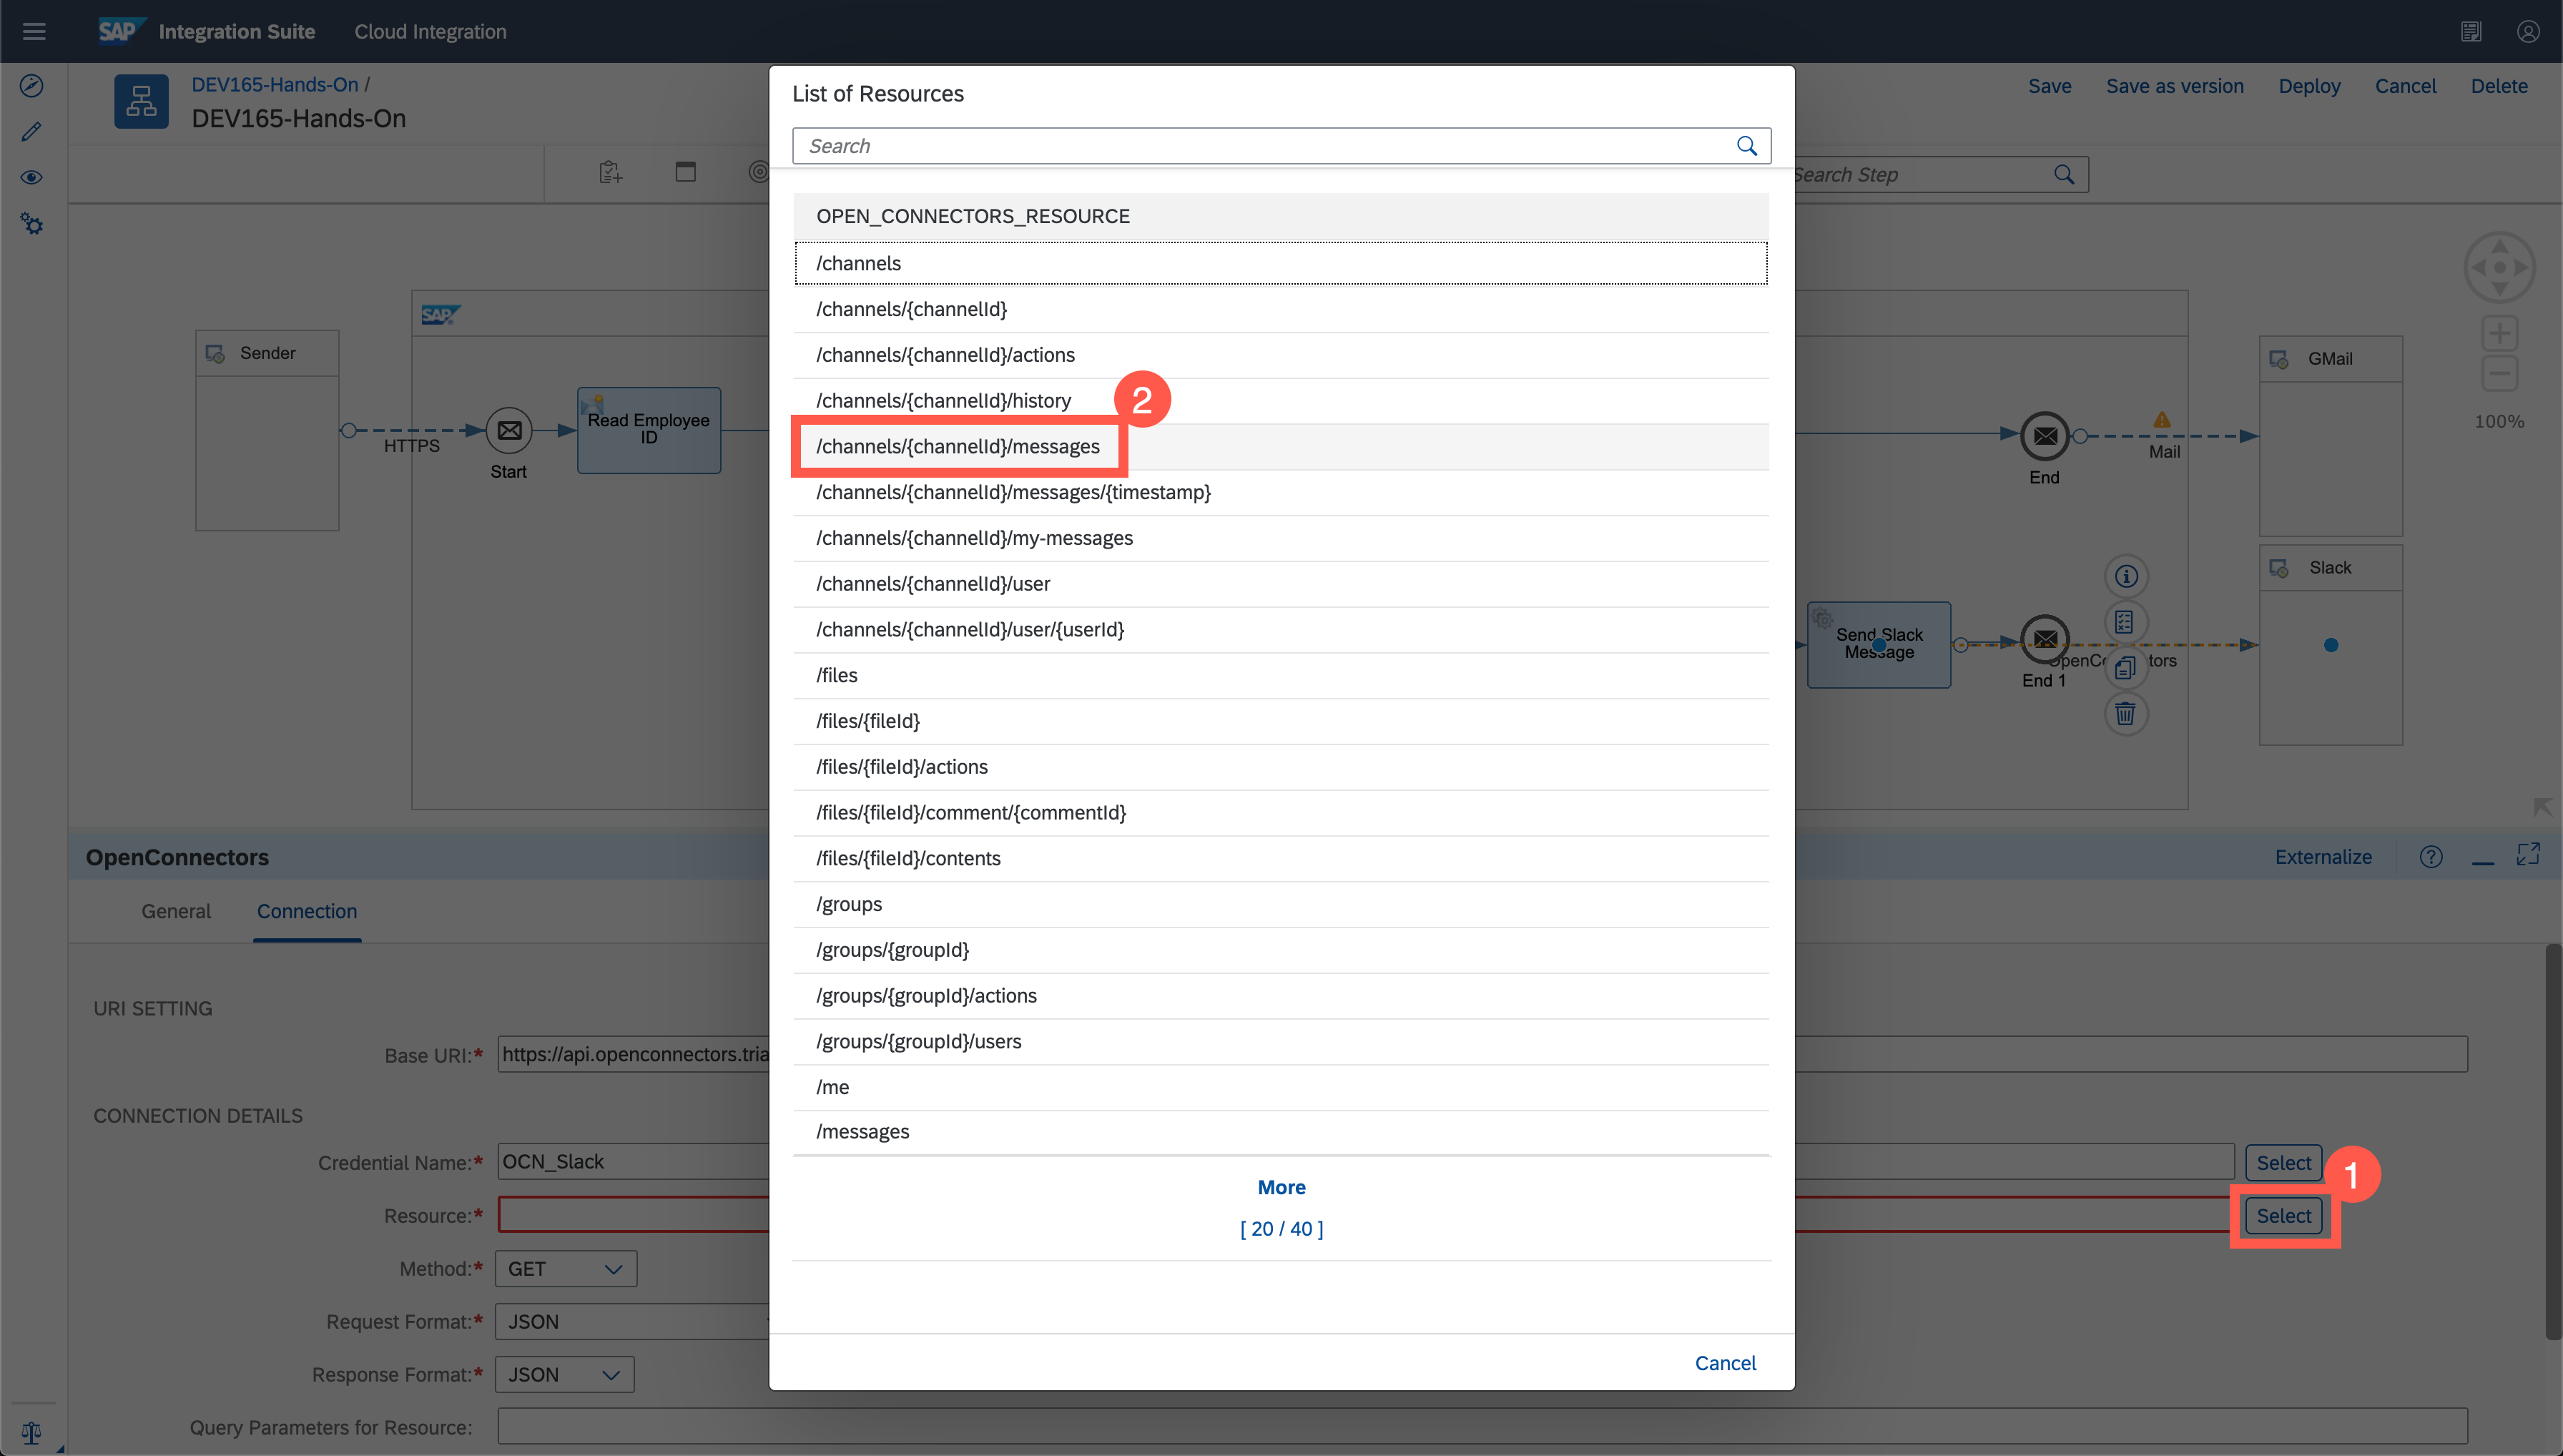 SAP Integration Suite Cloud Integration
DEV165-Hands-On /
DEV165-Hands-On
Save Save as version Deploy Cancel Delete
Search Step
SAP
Sender
HTTPS
Start
Read Employee
ID
End
Mail
GMail
100%
Slack
Send Slack
Message
End 1
List of Resources
Search
OPEN_CONNECTORS_RESOURCE
/channels
/channels/{channelId}
/channels/{channelId}/actions
/channels/{channelId}/history
2
/channels/{channelId}/messages
/channels/{channelId}/messages/{timestamp}
/channels/{channelId}/my-messages
/channels/{channelId}/user
/channels/{channelId}/user/{userId}
/files
/files/{fileId}
/files/{fileId}/actions
/files/{fileId}/comment/{commentId}
/files/{fileId}/contents
/groups
/groups/{groupId}
/groups/{groupId}/actions
/groups/{groupId}/users
/me
/messages
More
[ 20 / 40 ]
Cancel
OpenConnectors
Externalize
General Connection
URI SETTING
Base URI:* https://api.openconnectors.tria
CONNECTION DETAILS
Credential Name:* OCN_Slack Select
1
Resource:* Select
Method:* GET
Request Format:* JSON
Response Format:* JSON
Query Parameters for Resource: